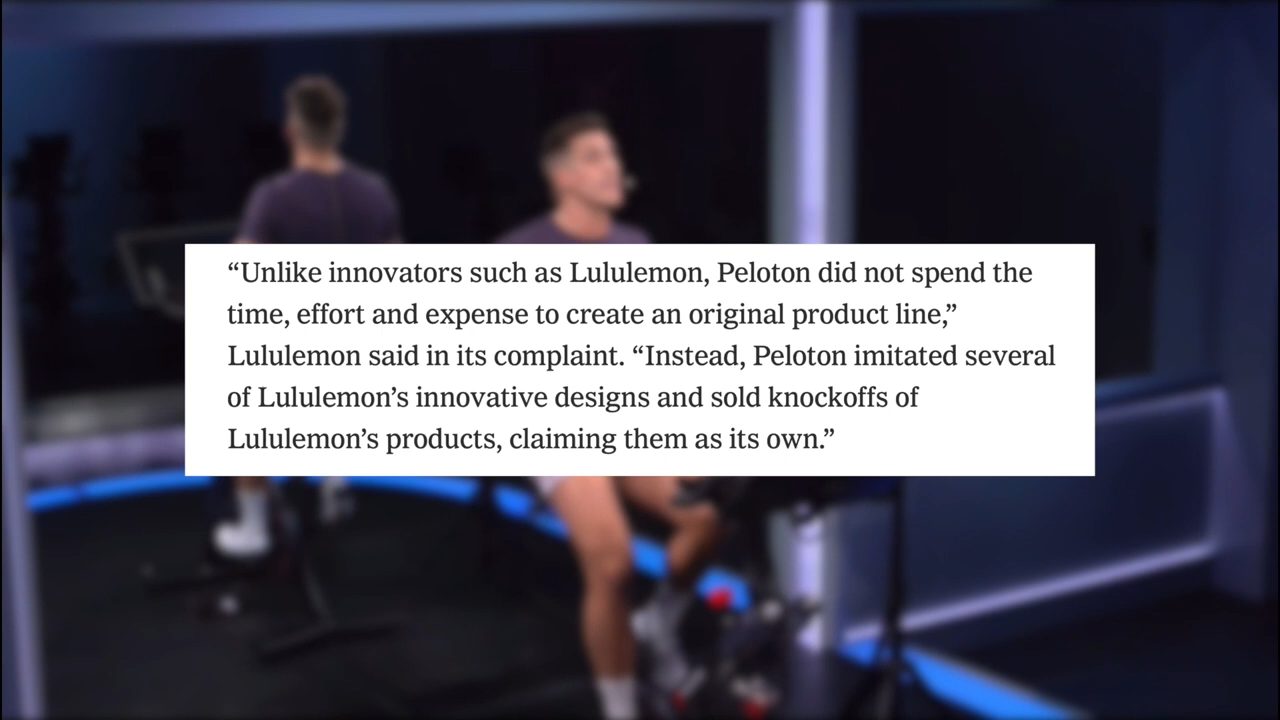 “Unlike innovators such as Lululemon, Peloton did not spend the
time, effort and expense to create an original product line,”
Lululemon said in its complaint. “Instead, Peloton imitated several
of Lululemon’s innovative designs and sold knockoffs of
Lululemon’s products, claiming them as its own.”